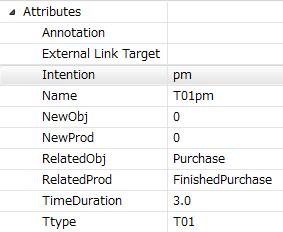 Attributes
Annotation
External Link Target
Intention pm
Name T01pm
NewObj 0
NewProd 0
RelatedObj Purchase
RelatedProd FinishedPurchase
TimeDuration 3.0
Ttype T01